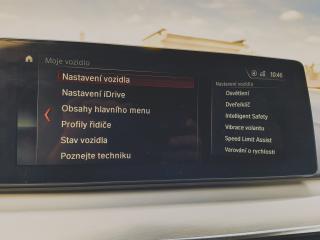 Moje vozidlo
10:46
Nastavení vozidla
Nastavení iDrive
Obsahy hlavního menu
Profily řidiče
Stav vozidla
Poznejte techniku
Nastavení vozidla
Osvětlení
Dveře/klíč
Intelligent Safety
Vibrace volantu
Speed Limit Assist
Varování o rychlosti